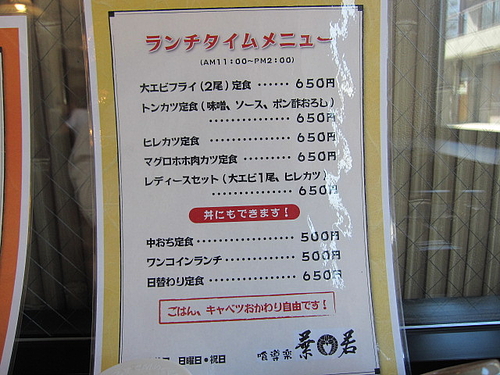 ランチタイムメニュー
(AM11:00~PM2:00)
大エビフライ(2尾)定食 ‥‥‥ 650円
トンカツ定食(味噌、ソース、ポン酢おろし)
‥‥‥‥‥‥‥ 650円
ヒレカツ定食 ‥‥‥‥‥ 650円
マグロホホ肉カツ定食 ‥‥‥‥‥ 650円
レディースセット(大エビ1尾、ヒレカツ)
‥‥‥‥‥‥‥ 650円
丼にもできます!
中おち定食‥‥‥‥‥‥‥500円
ワンコインランチ‥‥‥‥‥‥500円
日替わり定食‥‥‥‥‥‥650円
ごはん、キャベツおかわり自由です!
日曜日・祝日